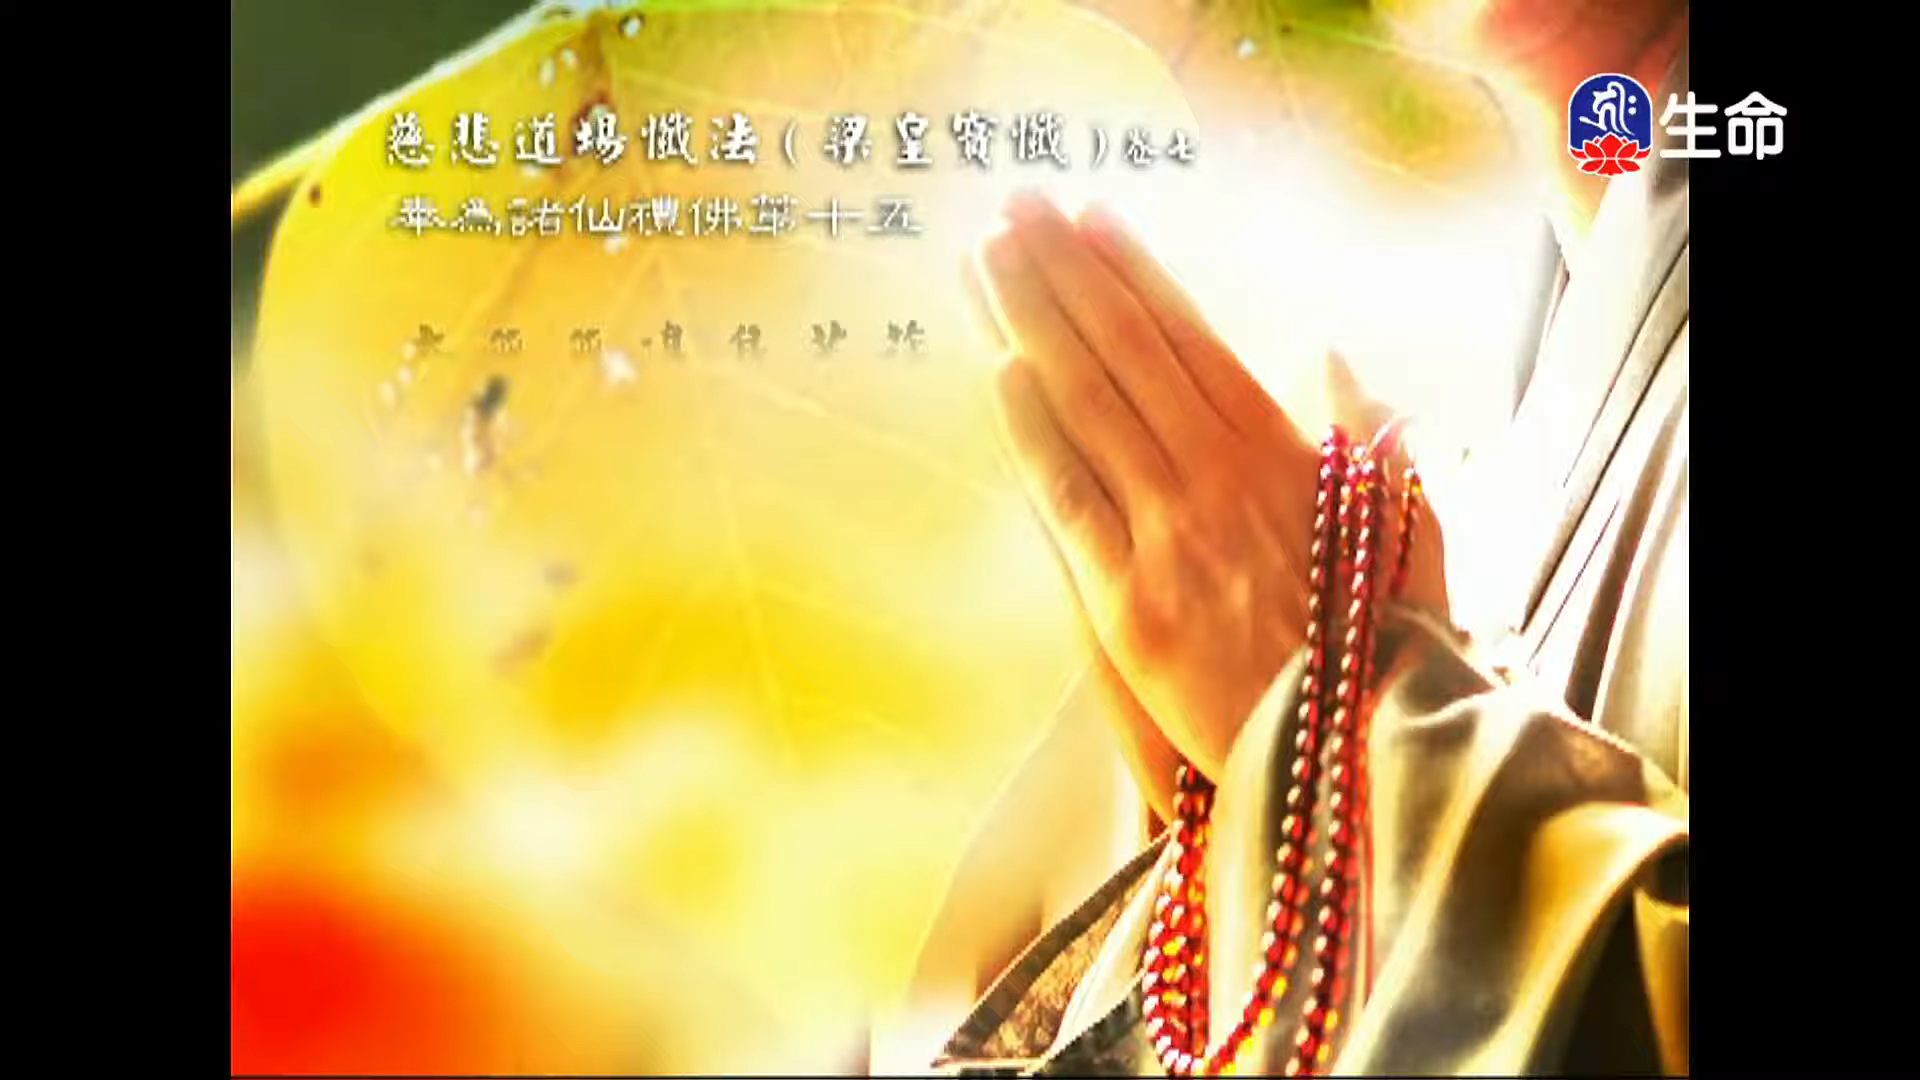 慈悲道場懺法(梁皇寶懺)卷七
奉為諸仙禮佛第十五
生命